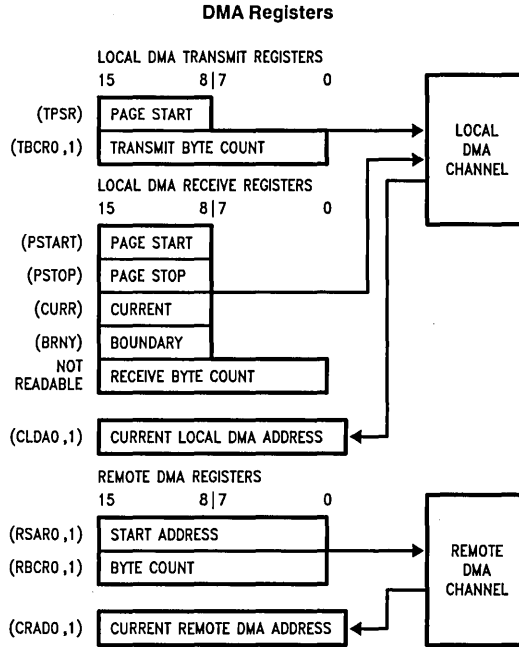 DMA Registers
LOCAL DMA TRANSMIT REGISTERS
15 8|7 0
(TPSR) PAGE START
(TBCR0,1) TRANSMIT BYTE COUNT
LOCAL DMA CHANNEL
LOCAL DMA RECEIVE REGISTERS
15 8|7 0
(PSTART) PAGE START
(PSTOP) PAGE STOP
(CURR) CURRENT
(BRNY) BOUNDARY
NOT READABLE RECEIVE BYTE COUNT
(CLDA0,1) CURRENT LOCAL DMA ADDRESS
REMOTE DMA REGISTERS
15 8|7 0
(RSAR0,1) START ADDRESS
(RBCR0,1) BYTE COUNT
REMOTE DMA CHANNEL
(CRAD0,1) CURRENT REMOTE DMA ADDRESS